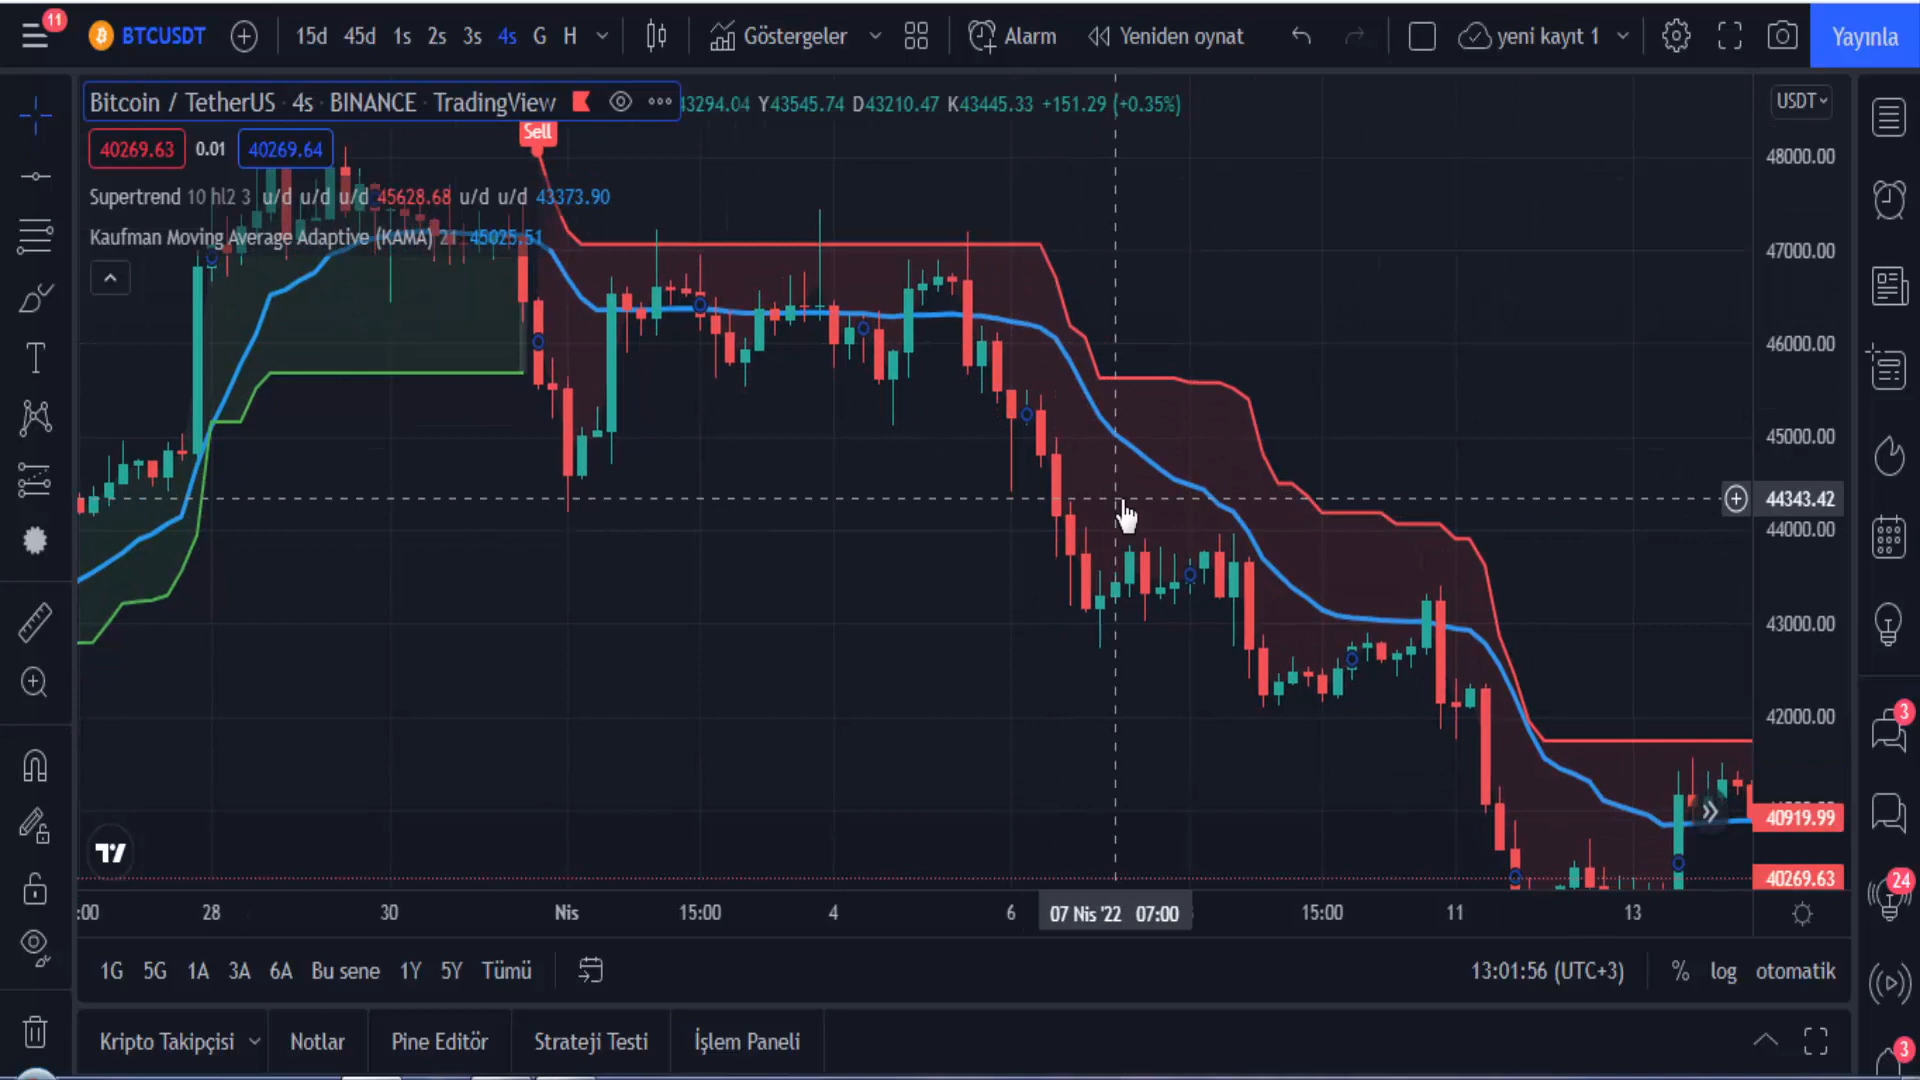 11
BTCUSDT 15d 45d 1s 2s 3s 4s G H Göstergeler Alarm Yeniden oynat yeni kayıt 1 Yayınla
Bitcoin / TetherUS · 4s · BINANCE · TradingView 43294.04 Y43545.74 D43210.47 K43445.33 +151.29 (+0.35%)
USDT
Sell
40269.63 0.01 40269.64
48000.00
Supertrend 10 hl2 3 u/d u/d u/d 45628.68 u/d u/d 43373.90
Kaufman Moving Average Adaptive (KAMA) 21 45025.51
47000.00
46000.00
45000.00
44343.42
44000.00
43000.00
42000.00
3
40919.99
40269.63
24
:00 28 30 Nis 15:00 4 6 07 Nis '22 07:00 15:00 11 13
1G 5G 1A 3A 6A Bu sene 1Y 5Y Tümü 13:01:56 (UTC+3) % log otomatik
Kripto Takipçisi Notlar Pine Editör Strateji Testi İşlem Paneli
3